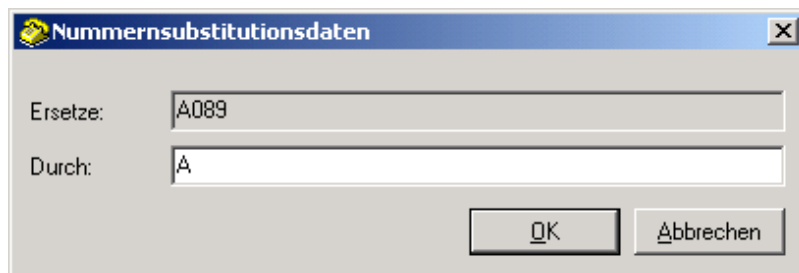 Nummernsubstitutionsdaten
Ersetze: A089
Durch: A
OK Abbrechen